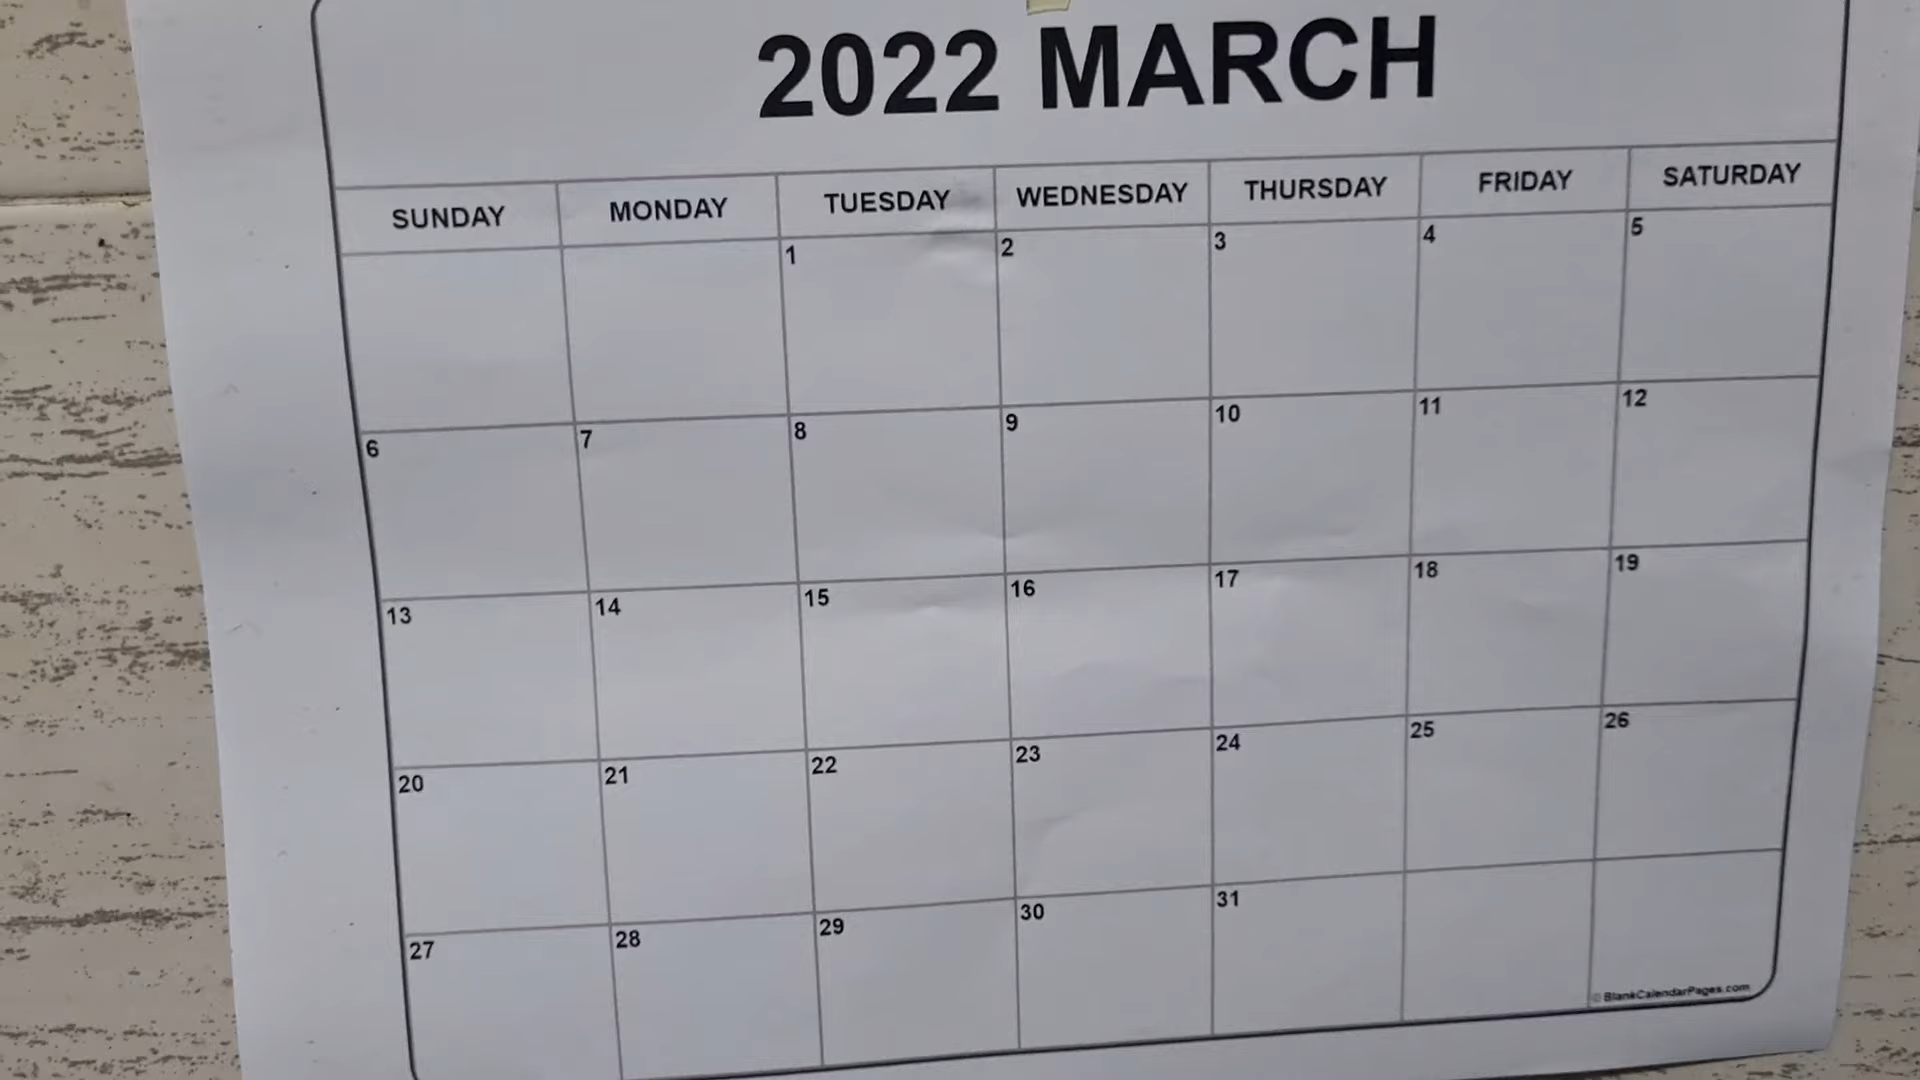 2022 MARCH
SUNDAY MONDAY TUESDAY WEDNESDAY THURSDAY FRIDAY SATURDAY
1 2 3 4 5
6 7 8 9 10 11 12
13 14 15 16 17 18 19
20 21 22 23 24 25 26
27 28 29 30 31
© BlankCalendarPages.com